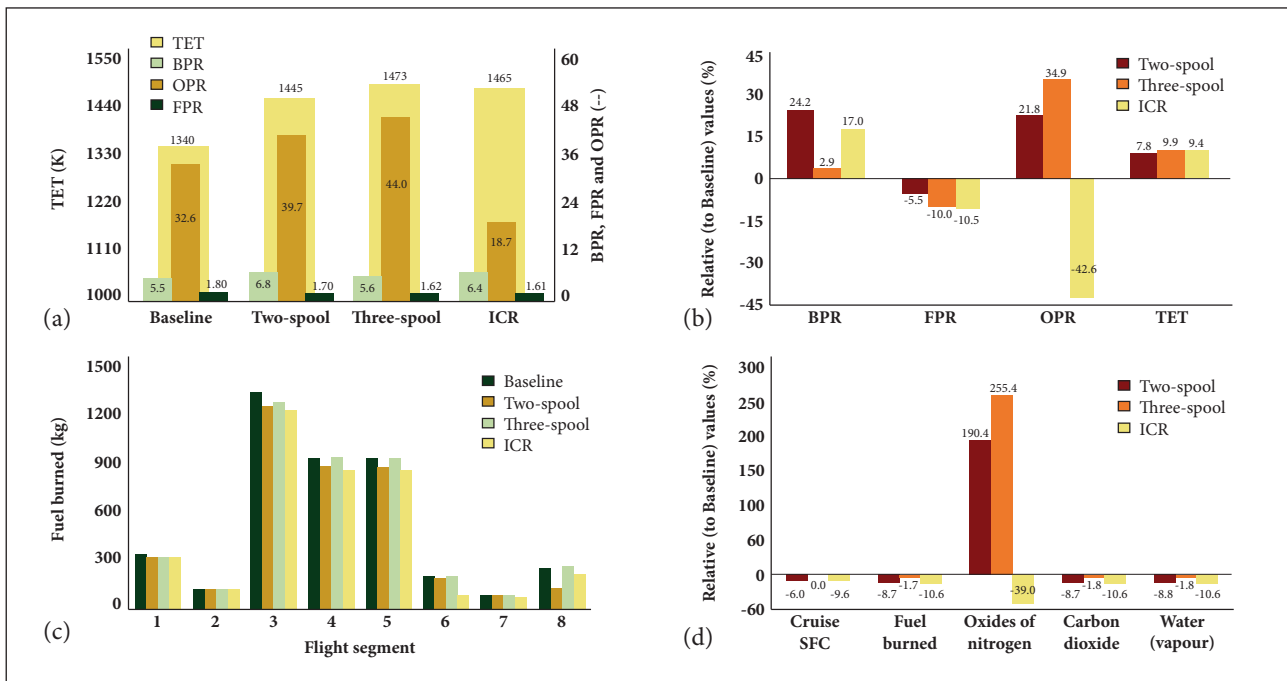 1550
1440
1330
1220
1110
1000
TET (K)
TET
BPR
OPR
FPR
1340
32.6
5.5
1.80
1445
39.7
6.8
1.70
1473
44.0
5.6
1.62
1465
18.7
6.4
1.61
60
48
36
24
12
0
BPR, FPR and OPR (--)
Baseline
Two-spool
Three-spool
ICR
(a)
45
30
15
0
-15
-30
-45
Relative (to Baseline) values (%)
Two-spool
Three-spool
ICR
24.2
2.9
17.0
-5.5
-10.0
-10.5
21.8
34.9
-42.6
7.8
9.9
9.4
BPR
FPR
OPR
TET
(b)
1500
1200
900
600
300
0
Fuel burned (kg)
Baseline
Two-spool
Three-spool
ICR
1 2 3 4 5 6 7 8
Flight segment
(c)
300
250
200
150
100
50
0
-60
Relative (to Baseline) values (%)
Two-spool
Three-spool
ICR
190.4
255.4
-39.0
-6.0
0.0
-9.6
-8.7
-1.7
-10.6
-8.7
-1.8
-10.6
-8.8
-1.8
-10.6
Cruise
SFC
Fuel
burned
Oxides of
nitrogen
Carbon
dioxide
Water
(vapour)
(d)